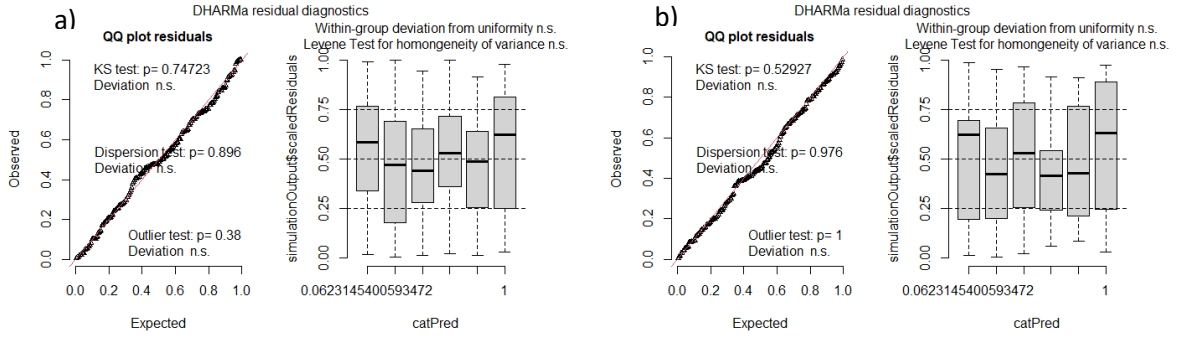 a)
DHARMa residual diagnostics
QQ plot residuals
KS test: p= 0.74723
Deviation n.s.
Dispersion test: p= 0.896
Deviation n.s.
Outlier test: p= 0.38
Deviation n.s.
Observed
0.0 0.2 0.4 0.6 0.8 1.0
0.0 0.2 0.4 0.6 0.8 1.0
Expected
Within-group deviation from uniformity n.s.
Levene Test for homongeneity of variance n.s.
simulationOutput$scaledResiduals
0.00 0.25 0.50 0.75 1.00
0.0623145400593472 1
catPred
b)
DHARMa residual diagnostics
QQ plot residuals
KS test: p= 0.52927
Deviation n.s.
Dispersion test: p= 0.976
Deviation n.s.
Outlier test: p= 1
Deviation n.s.
Observed
0.0 0.2 0.4 0.6 0.8 1.0
0.0 0.2 0.4 0.6 0.8 1.0
Expected
Within-group deviation from uniformity n.s.
Levene Test for homongeneity of variance n.s.
simulationOutput$scaledResiduals
0.00 0.25 0.50 0.75 1.00
0.0623145400593472 1
catPred